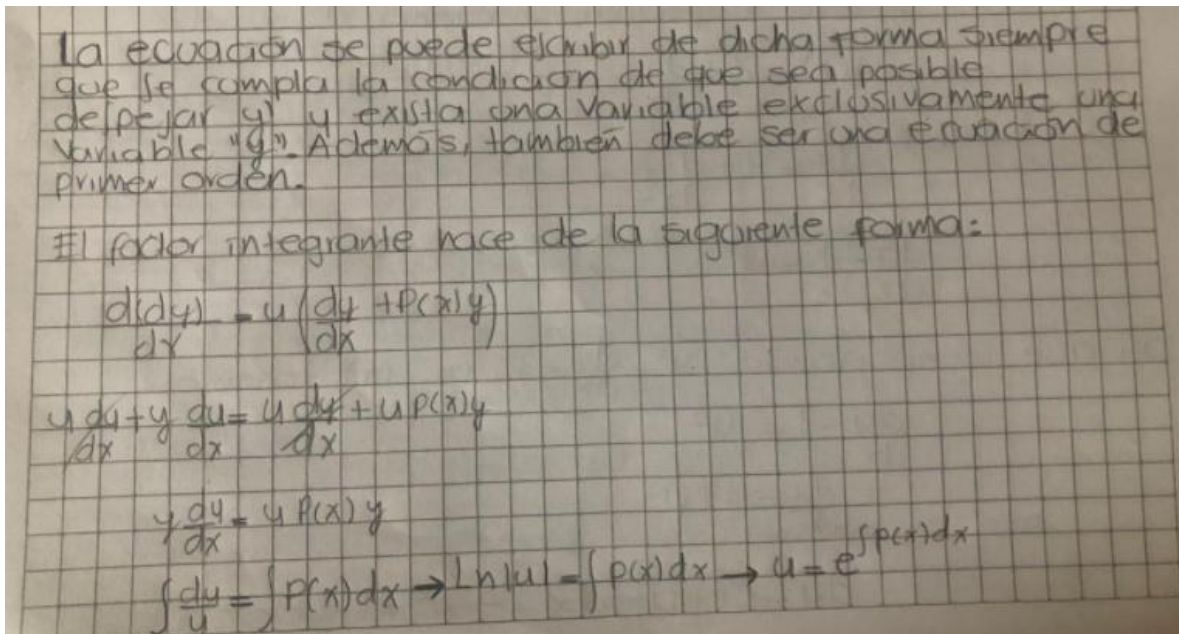 La ecuación se puede escribir de dicha forma siempre
que se cumpla la condición de que sea posible
despejar y' y exista una variable exclusivamente una
variable "y". Además, también debe ser una ecuación de
primer orden.
El factor integrante nace de la siguiente forma:
d(dy)/dx = u(dy/dx + P(x)y)
u dy/dx + y du/dx = u dy/dx + u P(x)y
y du/dx = u P(x) y
∫ du/u = ∫ P(x)dx → Ln|u| = ∫ p(x)dx → u = e^∫p(x)dx